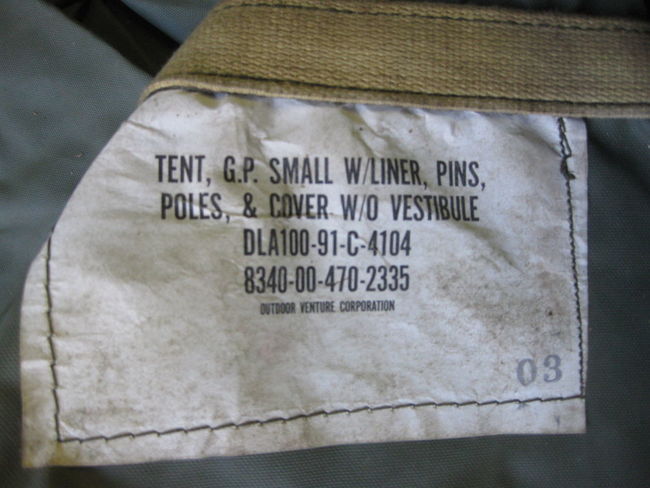 TENT, G.P. SMALL W/LINER, PINS,
POLES, & COVER W/O VESTIBULE
DLA100-91-C-4104
8340-00-470-2335
OUTDOOR VENTURE CORPORATION
03